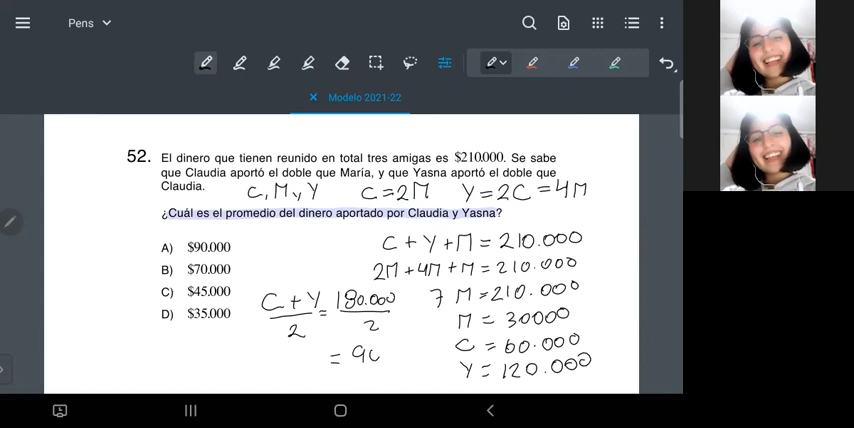 Pens
Modelo 2021-22
52. El dinero que tienen reunido en total tres amigas es $210.000. Se sabe
que Claudia aportó el doble que María, y que Yasna aportó el doble que
Claudia.
C, M y Y C = 2M Y = 2C = 4M
¿Cuál es el promedio del dinero aportado por Claudia y Yasna?
A) $90.000
B) $70.000
C) $45.000
D) $35.000
C + Y + M = 210.000
2M + 4M + M = 210.000
7 M = 210.000
M = 30000
C = 60.000
Y = 120.000
C + Y = 180.000
2 2
= 90